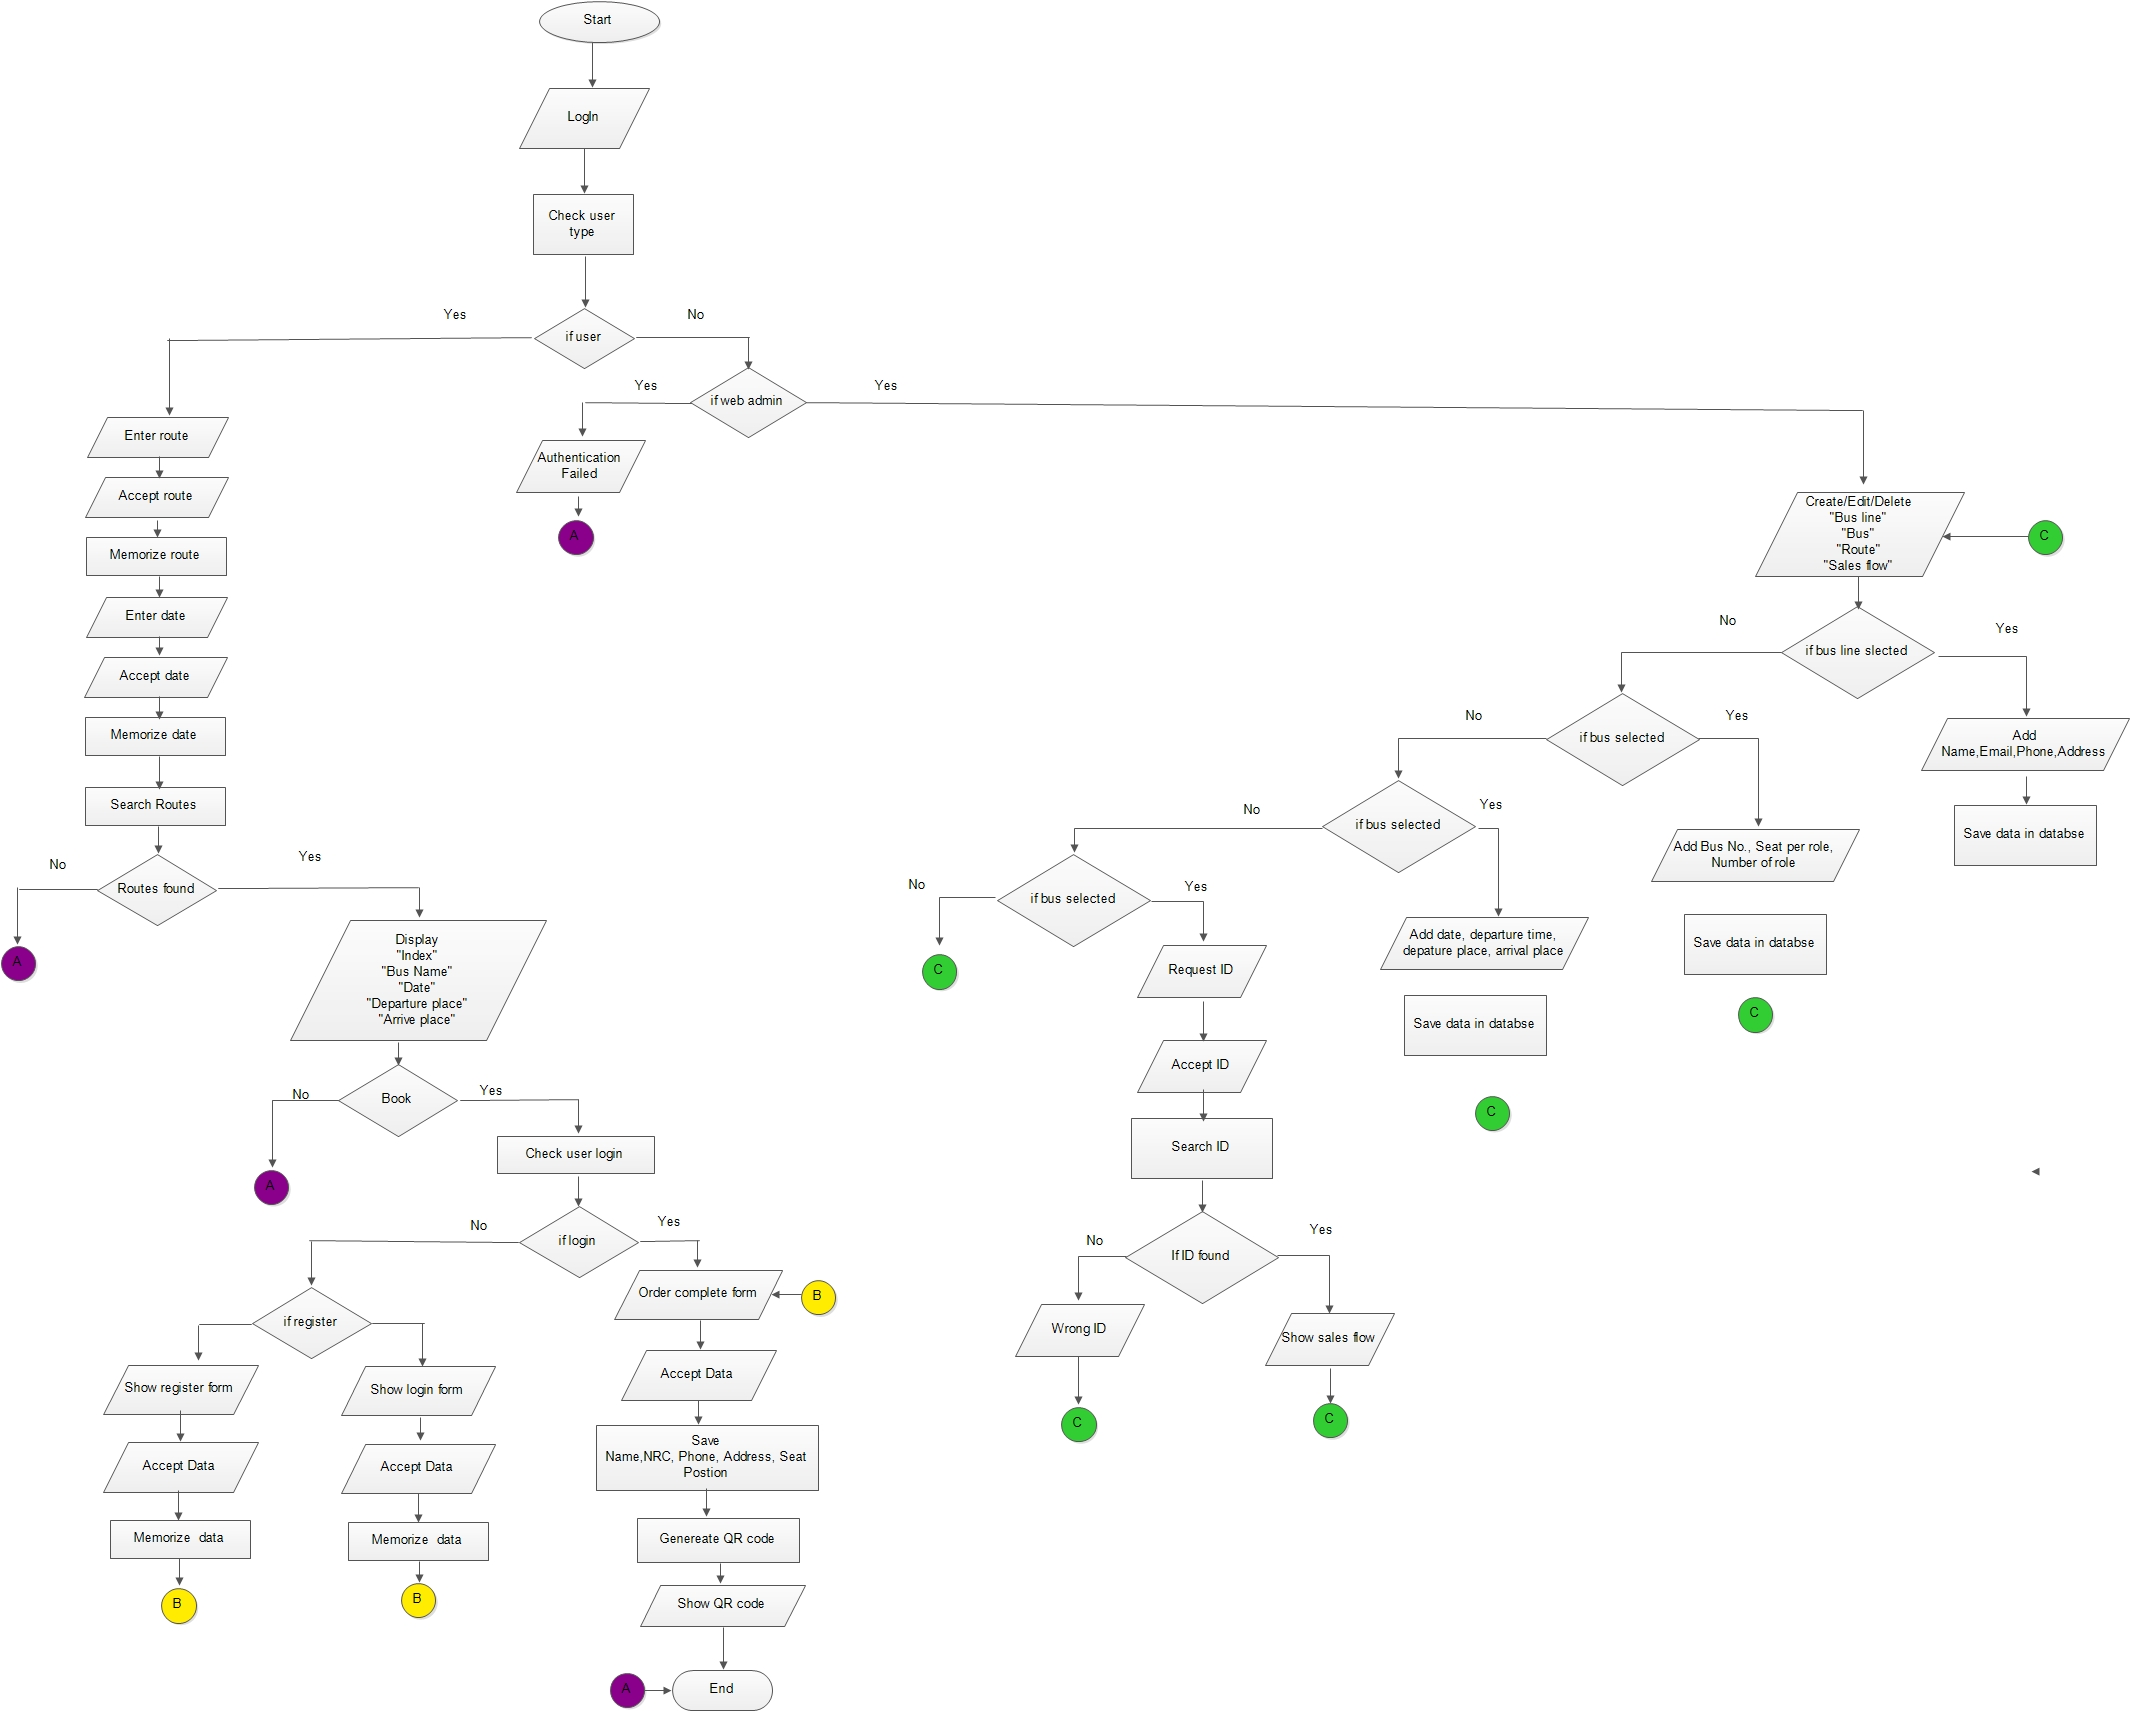 Start
LogIn
Check user
type
if user
Yes
No
if web admin
Yes
Yes
Authentication
Failed
A
Enter route
Accept route
Memorize route
Enter date
Accept date
Memorize date
Search Routes
Routes found
No
Yes
A
Display
"Index"
"Bus Name"
"Date"
"Departure place"
"Arrive place"
Book
No
Yes
A
Check user login
if login
No
Yes
if register
Show register form
Accept Data
Memorize  data
B
Show login form
Accept Data
Memorize  data
B
Order complete form
B
Accept Data
Save
Name,NRC, Phone, Address, Seat
Postion
Genereate QR code
Show QR code
A
End
Create/Edit/Delete
"Bus line"
"Bus"
"Route"
"Sales flow"
C
if bus line slected
No
Yes
Add
Name,Email,Phone,Address
Save data in databse
if bus selected
No
Yes
Add Bus No., Seat per role,
Number of role
Save data in databse
C
if bus selected
No
Yes
Add date, departure time,
depature place, arrival place
Save data in databse
C
if bus selected
No
Yes
C
Request ID
Accept ID
Search ID
If ID found
No
Yes
Wrong ID
C
Show sales flow
C